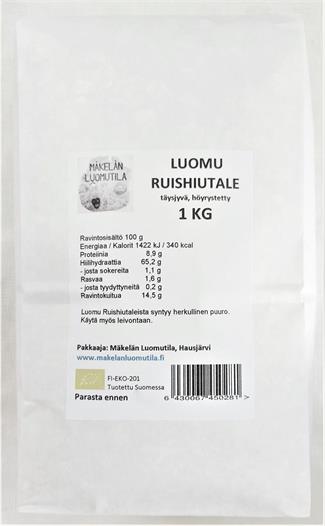 MÄKELÄN
LUOMUTILA
LUOMU
RUISHIUTALE
täysjyvä, höyrystetty
1 KG
Ravintosisältö 100 g
Energiaa / Kalorit 1422 kJ / 340 kcal
Proteiinia 8,9 g
Hiilihydraattia 65,2 g
- josta sokereita 1,1 g
Rasvaa 1,6 g
- josta tyydyttyneitä 0,2 g
Ravintokuitua 14,5 g
Luomu Ruishiutaleista syntyy herkullinen puuro.
Käytä myös leivontaan.
Pakkaaja: Mäkelän Luomutila, Hausjärvi
www.makelanluomutila.fi
FI-EKO-201
Tuotettu Suomessa
Parasta ennen
6 430067 450281 >